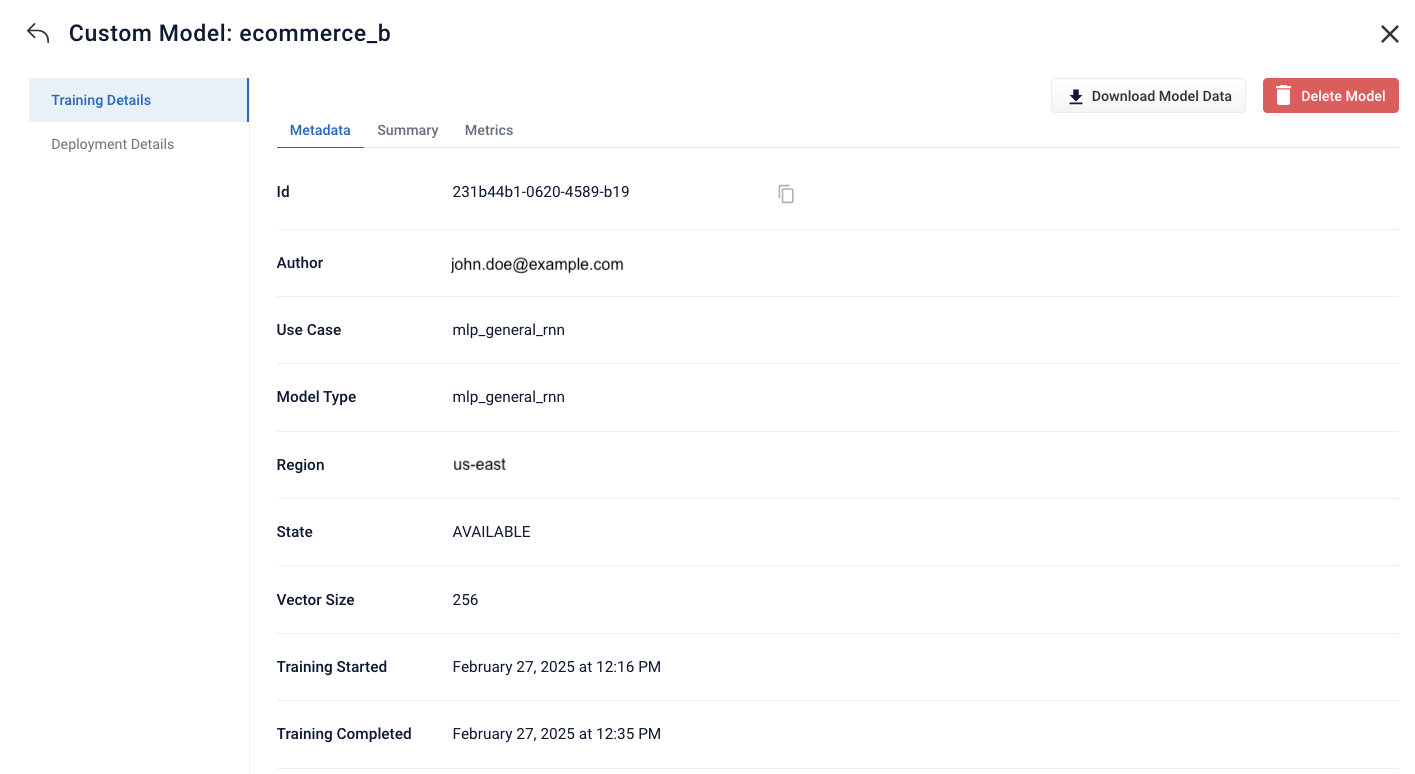 Custom Model: ecommerce_b
Training Details
Deployment Details
Download Model Data
Delete Model
Metadata Summary Metrics
Id 231b44b1-0620-4589-b19
Author john.doe@example.com
Use Case mlp_general_rnn
Model Type mlp_general_rnn
Region us-east
State AVAILABLE
Vector Size 256
Training Started February 27, 2025 at 12:16 PM
Training Completed February 27, 2025 at 12:35 PM